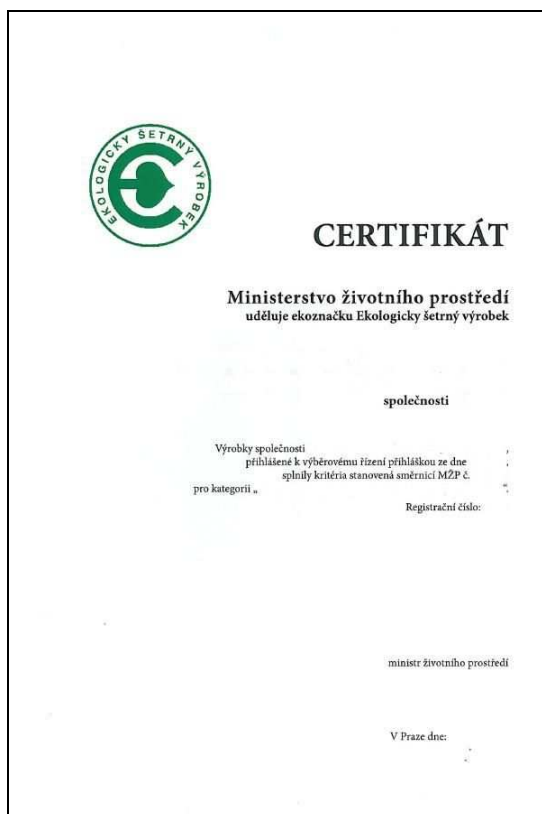 EKOLOGICKY ŠETRNÝ VÝROBEK
CERTIFIKÁT
Ministerstvo životního prostředí
uděluje ekoznačku Ekologicky šetrný výrobek
společnosti
Výrobky společnosti ,
přihlášené k výběrovému řízení přihláškou ze dne ,
splnily kritéria stanovená směrnicí MŽP č.
pro kategorii „ “.
Registrační číslo:
ministr životního prostředí
V Praze dne: